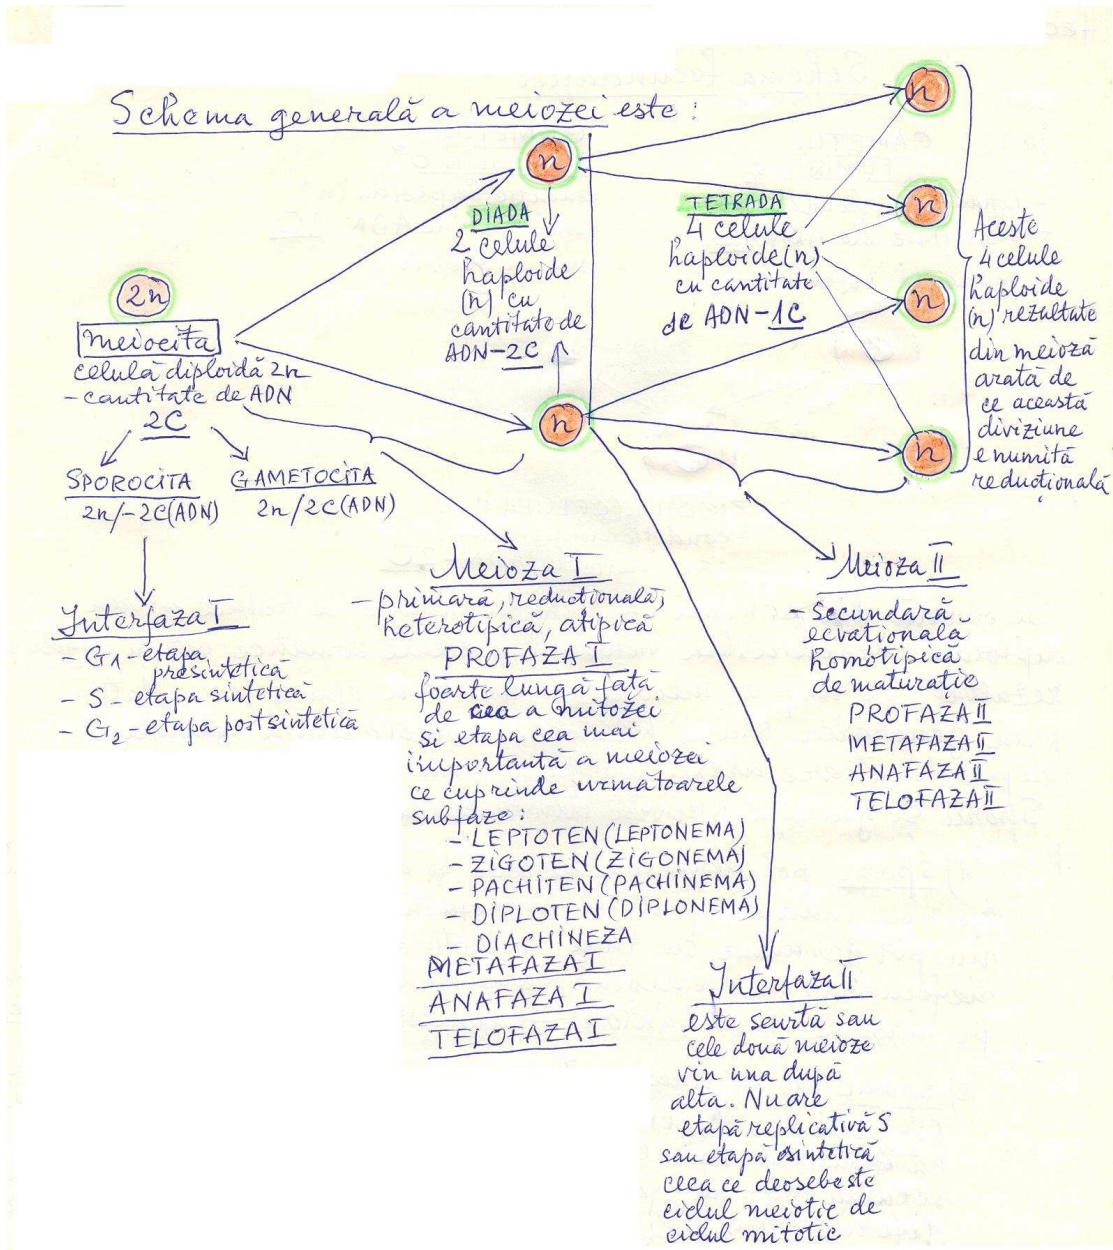 Schema generală a meiozei este:
2n
meiocita
celulă diploidă 2n
- cantitate de ADN
2C
SPOROCITA
2n/-2C(ADN)
GAMETOCITA
2n/2C(ADN)
Interfaza I
- G1-etapa
presintetică
- S- etapa sintetică
- G2-etapa postsintetică
n
DIADA
2 celule
haploide
(n) cu
cantitate de
ADN-2C
n
TETRADA
4 celule
haploide(n)
cu cantitate
de ADN-1C
n
n
n
n
Aceste
4 celule
haploide
(n) rezultate
din meioză
arată de
ce această
diviziune
e numită
reducțională
Meioza I
- primară, reducțională,
heterotipică, atipică
PROFAZA I
foarte lungă față
de cea a mitozei
si etapa cea mai
importantă a meiozei
ce cuprinde următoarele
subfaze:
- LEPTOTEN (LEPTONEMA)
- ZIGOTEN (ZIGONEMA)
- PACHITEN (PACHINEMA)
- DIPLOTEN (DIPLONEMA)
- DIACHINEZA
METAFAZA I
ANAFAZA I
TELOFAZA I
Meioza II
- Secundară
ecvațională
homotipică
de maturație
PROFAZA II
METAFAZA II
ANAFAZA II
TELOFAZA II
Interfaza II
este scurtă sau
cele două meioze
vin una după
alta. Nu are
etapă replicativă S
sau etapă sintetică
ceea ce deosebeste
ciclul meiotic de
ciclul mitotic